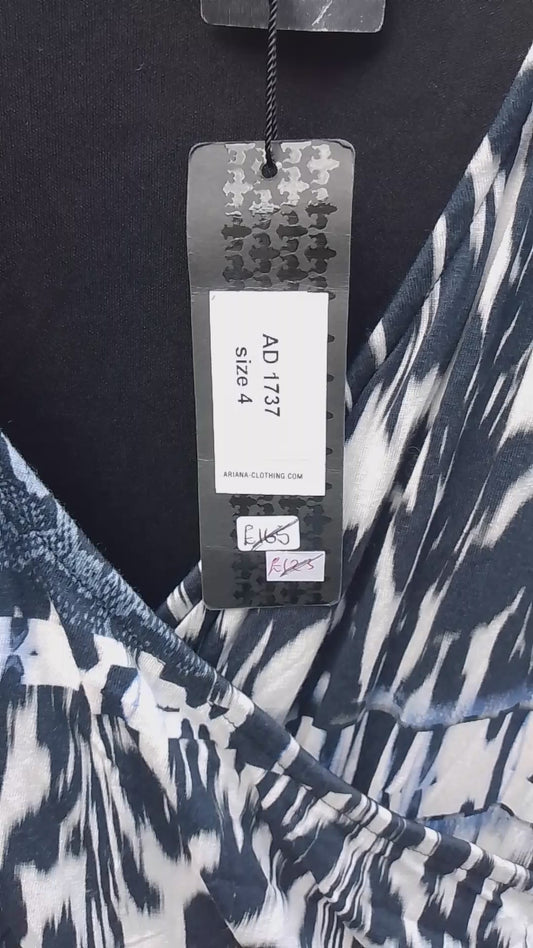 AD 1737
size 4
ARIANA-CLOTHING.COM
£165
£125